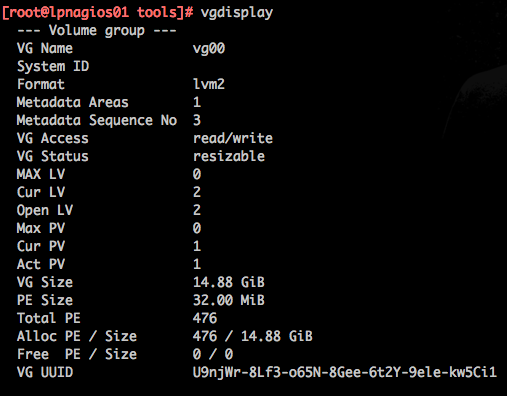 [root@lpnagios01 tools]# vgdisplay
--- Volume group ---
VG Name vg00
System ID
Format lvm2
Metadata Areas 1
Metadata Sequence No 3
VG Access read/write
VG Status resizable
MAX LV 0
Cur LV 2
Open LV 2
Max PV 0
Cur PV 1
Act PV 1
VG Size 14.88 GiB
PE Size 32.00 MiB
Total PE 476
Alloc PE / Size 476 / 14.88 GiB
Free PE / Size 0 / 0
VG UUID U9njWr-8Lf3-o65N-8Gee-6t2Y-9ele-kw5Ci1